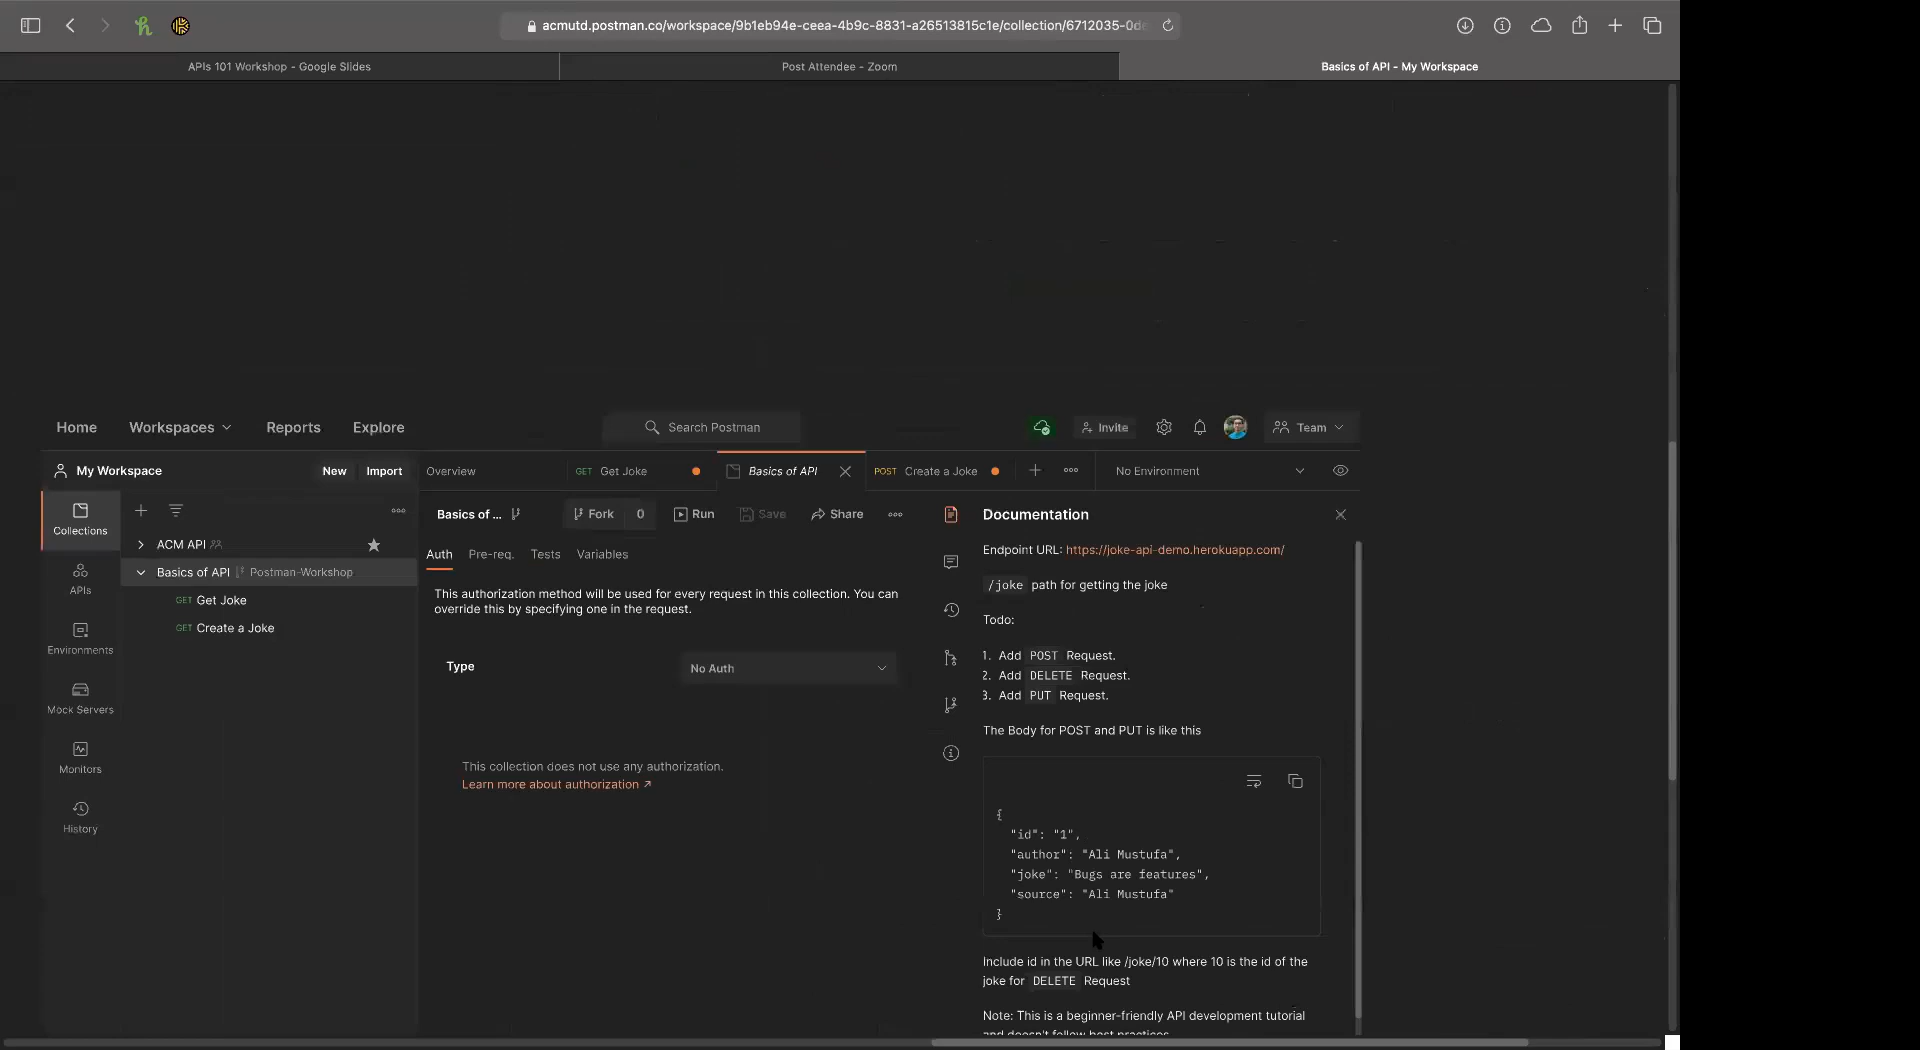 acmutd.postman.co/workspace/9b1eb94e-ceea-4b9c-8831-a26513815c1e/collection/6712035-0de
APIs 101 Workshop - Google Slides
Post Attendee - Zoom
Basics of API - My Workspace
Home
Workspaces
Reports
Explore
Search Postman
Invite
Team
My Workspace
New
Import
Overview
GET Get Joke
Basics of API
POST Create a Joke
No Environment
Collections
APIs
Environments
Mock Servers
Monitors
History
ACM API
Basics of API
Postman-Workshop
GET Get Joke
GET Create a Joke
Basics of ...
Fork
0
Run
Save
Share
Auth
Pre-req.
Tests
Variables
This authorization method will be used for every request in this collection. You can
override this by specifying one in the request.
Type
No Auth
This collection does not use any authorization.
Learn more about authorization ↗
Documentation
Endpoint URL: https://joke-api-demo.herokuapp.com/
/joke path for getting the joke
Todo:
1. Add POST Request.
2. Add DELETE Request.
3. Add PUT Request.
The Body for POST and PUT is like this
{
"id": "1",
"author": "Ali Mustufa",
"joke": "Bugs are features",
"source": "Ali Mustufa"
}
Include id in the URL like /joke/10 where 10 is the id of the
joke for DELETE Request
Note: This is a beginner-friendly API development tutorial
and doesn't follow best practices